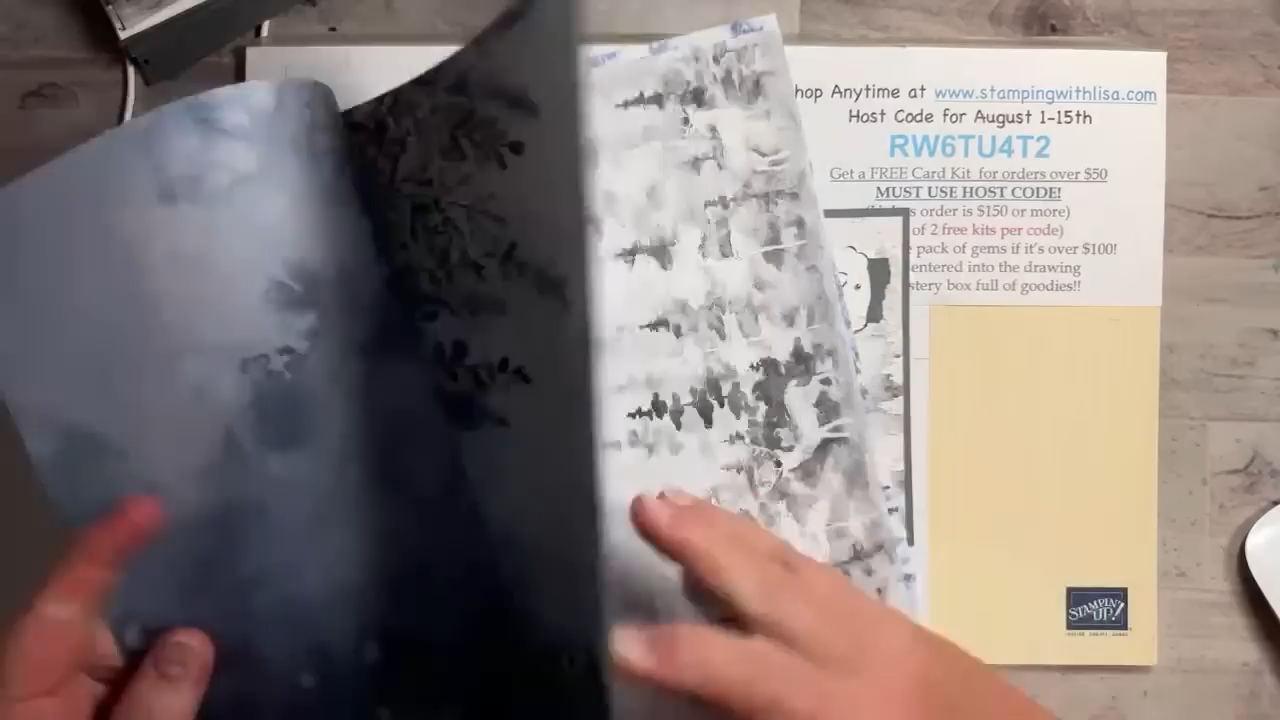 hop Anytime at www.stampingwithlisa.com
Host Code for August 1-15th
RW6TU4T2
Get a FREE Card Kit for orders over $50
MUST USE HOST CODE!
s order is $150 or more)
of 2 free kits per code)
pack of gems if it's over $100!
entered into the drawing
stery box full of goodies!!
STAMPIN' UP!